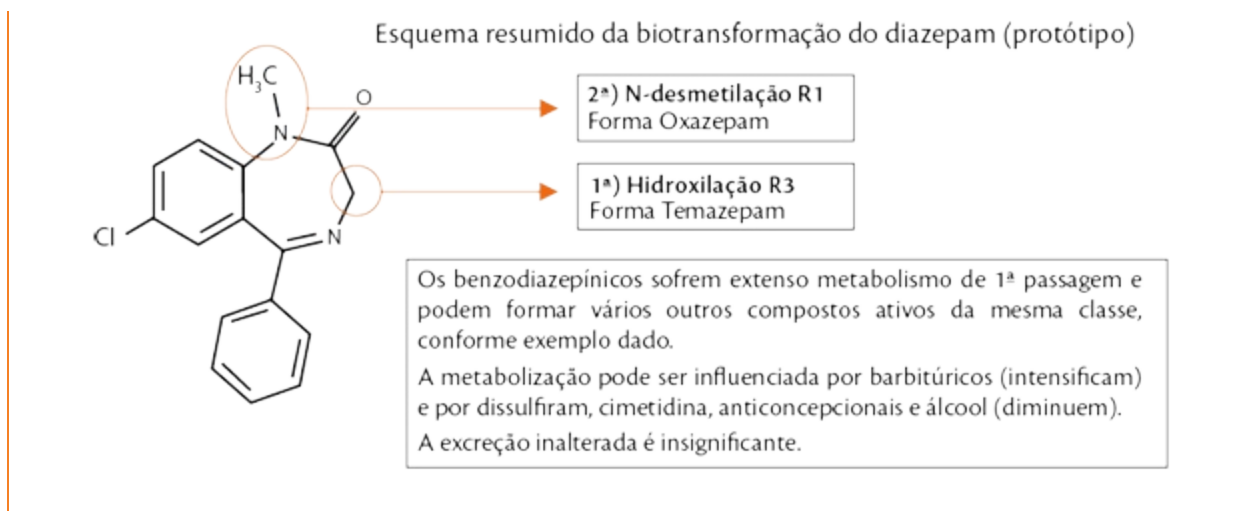 Esquema resumido da biotransformação do diazepam (protótipo)
H₃C
O
N
2ª) N-desmetilação R1
Forma Oxazepam
1ª) Hidroxilação R3
Forma Temazepam
Cl
N
Os benzodiazepínicos sofrem extenso metabolismo de 1ª passagem e
podem formar vários outros compostos ativos da mesma classe,
conforme exemplo dado.
A metabolização pode ser influenciada por barbitúricos (intensificam)
e por dissulfiram, cimetidina, anticoncepcionais e álcool (diminuem).
A excreção inalterada é insignificante.